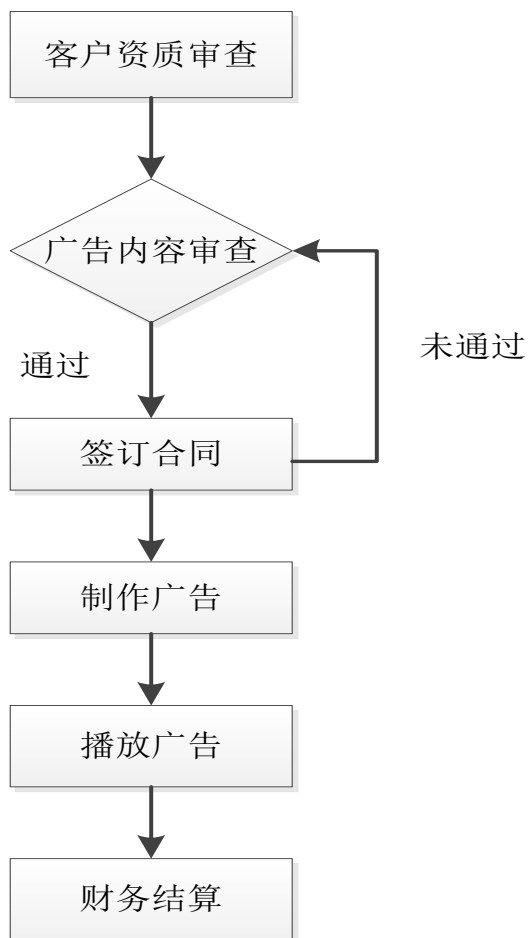 客户资质审查
广告内容审查
通过
未通过
签订合同
制作广告
播放广告
财务结算